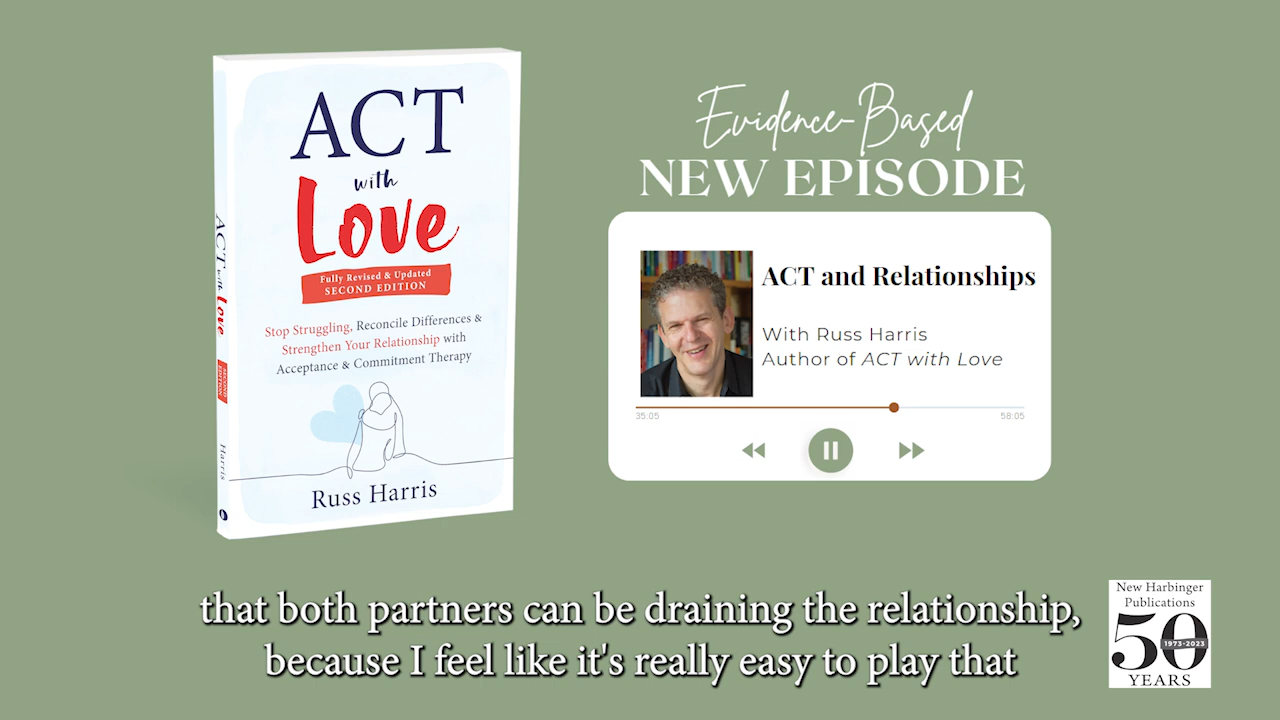 ACT
with
Love
Fully Revised & Updated
SECOND EDITION
Stop Struggling, Reconcile Differences &
Strengthen Your Relationship with
Acceptance & Commitment Therapy
Russ Harris
ACT with Love
SECOND EDITION
Harris
Evidence-Based
NEW EPISODE
ACT and Relationships
With Russ Harris
Author of ACT with Love
35:05
58:05
that both partners can be draining the relationship,
because I feel like it's really easy to play that
New Harbinger
Publications
50
1973-2023
YEARS